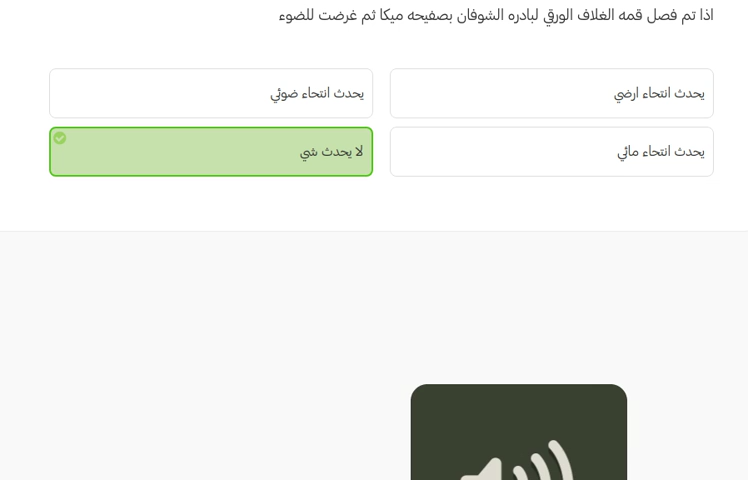 اذا تم فصل قمه الغلاف الورقي لبادره الشوفان بصفيحه ميكا ثم غرضت للضوء
يحدث انتحاء ارضي
يحدث انتحاء ضوئي
يحدث انتحاء مائي
لا يحدث شي